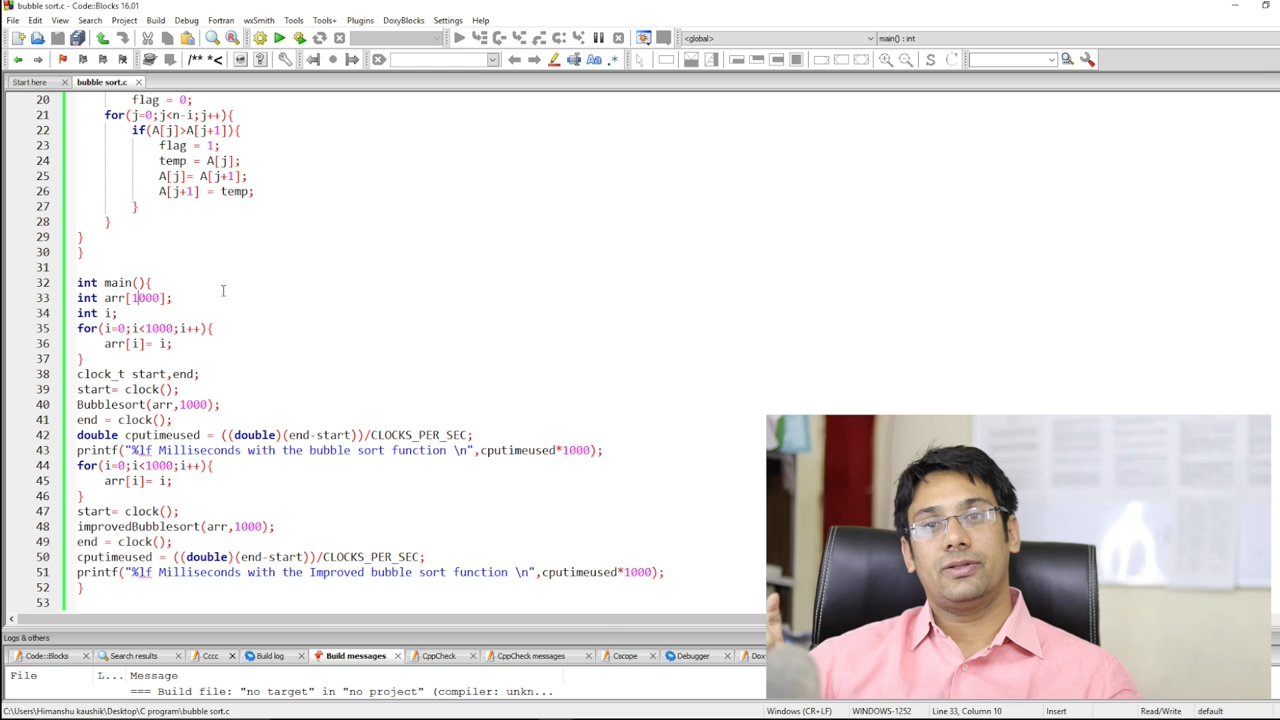 bubble sort.c - Code::Blocks 16.01
File Edit View Search Project Build Debug Fortran wxSmith Tools Tools+ Plugins DoxyBlocks Settings Help
<global> main() : int
/** *<
Aa .*
S C
Start here bubble sort.c
20 flag = 0;
21 for(j=0;j<n-i;j++){
22 if(A[j]>A[j+1]){
23 flag = 1;
24 temp = A[j];
25 A[j]= A[j+1];
26 A[j+1] = temp;
27 }
28 }
29 }
30 }
31
32 int main(){
33 int arr[1000];
34 int i;
35 for(i=0;i<1000;i++){
36 arr[i]= i;
37 }
38 clock_t start,end;
39 start= clock();
40 Bubblesort(arr,1000);
41 end = clock();
42 double cputimeused = ((double)(end-start))/CLOCKS_PER_SEC;
43 printf("%lf Milliseconds with the bubble sort function \n",cputimeused*1000);
44 for(i=0;i<1000;i++){
45 arr[i]= i;
46 }
47 start= clock();
48 improvedBubblesort(arr,1000);
49 end = clock();
50 cputimeused = ((double)(end-start))/CLOCKS_PER_SEC;
51 printf("%lf Milliseconds with the Improved bubble sort function \n",cputimeused*1000);
52 }
53
Logs & others
Code::Blocks Search results Cccc Build log Build messages CppCheck CppCheck messages Cscope Debugger Dox
File L... Message
=== Build file: "no target" in "no project" (compiler: unkn...
C:\Users\Himanshu kaushik\Desktop\C program\bubble sort.c Windows (CR+LF) WINDOWS-1252 Line 33, Column 10 Insert Read/Write default